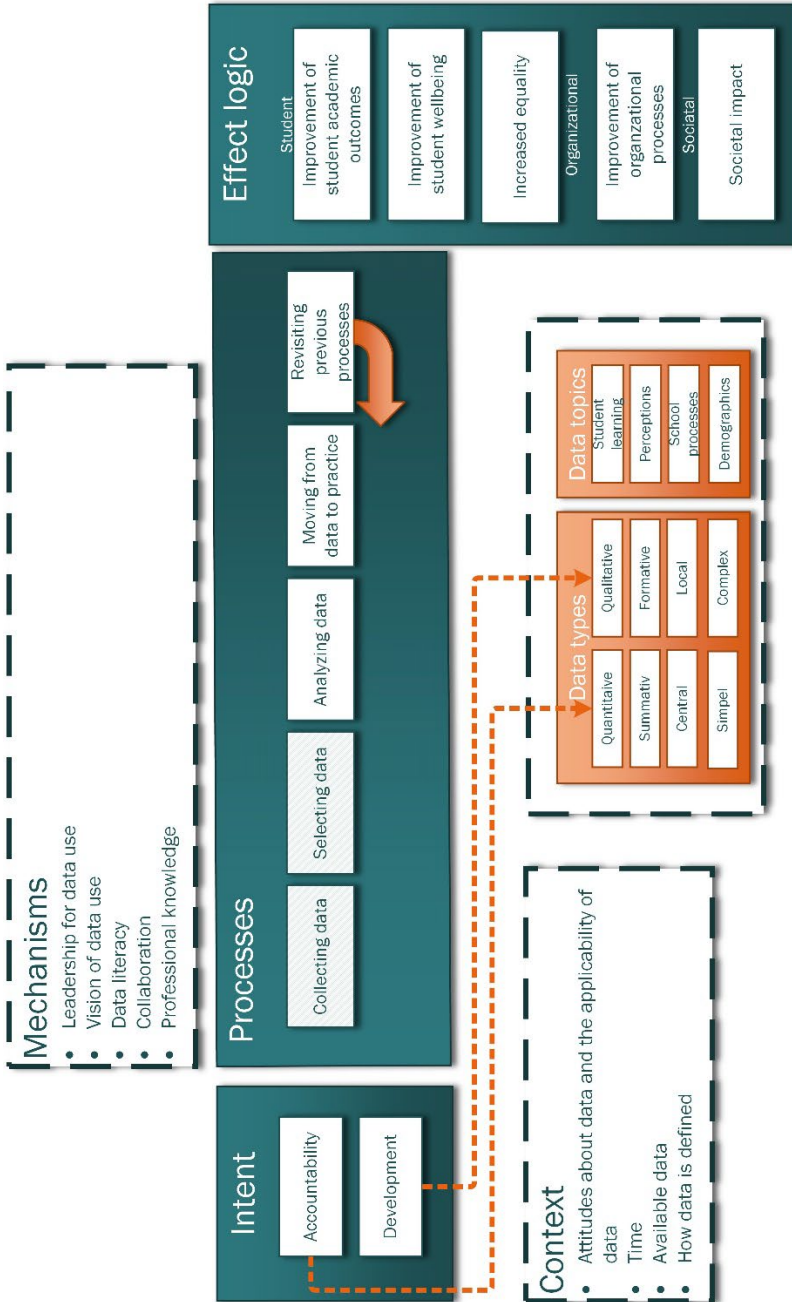 Mechanisms
• Leadership for data use
• Vision of data use
• Data literacy
• Collaboration
• Professional knowledge
Intent
Accountability
Development
Processes
Collecting data
Selecting data
Analyzing data
Moving from
data to practice
Revisiting
previous
processes
Effect logic
Student
Improvement of
student academic
outcomes
Improvement of
student wellbeing
Increased equality
Organizational
Improvement of
organzational
processes
Sociatal
Societal impact
Context
• Attitudes about data and the applicability of
data
• Time
• Available data
• How data is defined
Data types
Quantitaive
Qualitative
Summativ
Formative
Central
Local
Simpel
Complex
Data topics
Student
learning
Perceptions
School
processes
Demographics